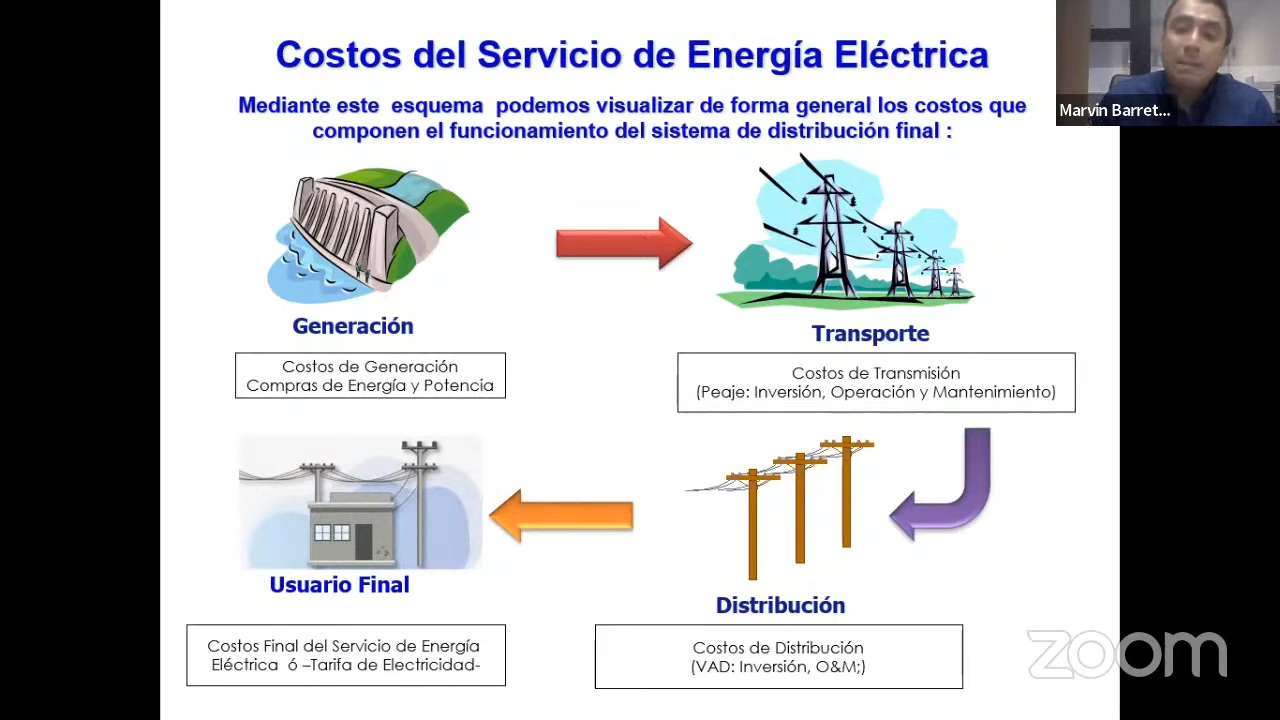 Costos del Servicio de Energía Eléctrica
Mediante este esquema podemos visualizar de forma general los costos que
componen el funcionamiento del sistema de distribución final :
Marvin Barret...
Generación
Costos de Generación
Compras de Energía y Potencia
Transporte
Costos de Transmisión
(Peaje: Inversión, Operación y Mantenimiento)
Usuario Final
Costos Final del Servicio de Energía
Eléctrica ó –Tarifa de Electricidad-
Distribución
Costos de Distribución
(VAD: Inversión, O&M;)
zoom